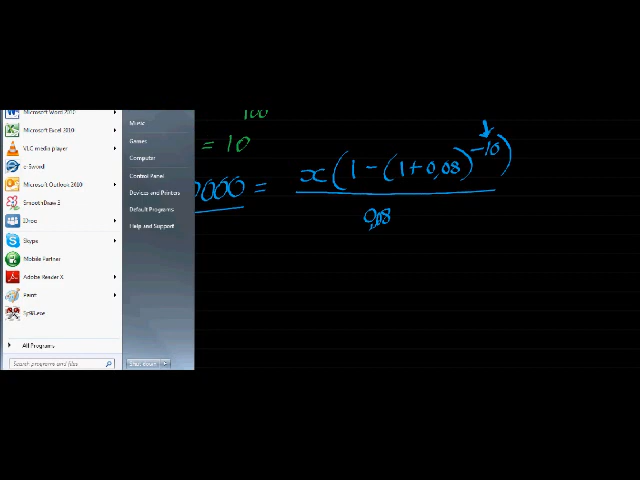 Microsoft Word 2010
Microsoft Excel 2010
VLC media player
e-Sword
Microsoft Outlook 2010
SmoothDraw 3
Skype
Mobile Partner
Adobe Reader X
Paint
All Programs
Search programs and files
Music
Games
Computer
Control Panel
Devices and Printers
Default Programs
Help and Support
Shut down
100
= 10
000 = x(1-(1+0,08)^-10)
0,08